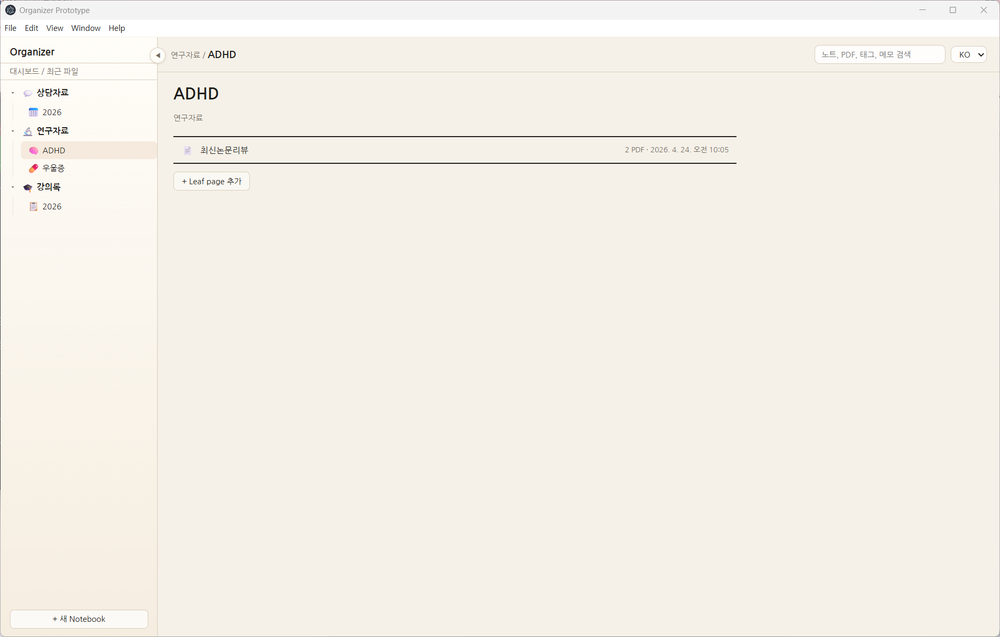 Organizer Prototype
File Edit View Window Help
Organizer
대시보드 / 최근 파일
상담자료
2026
연구자료
ADHD
우울증
강의록
2026
+ 새 Notebook
연구자료 / ADHD
노트, PDF, 태그, 메모 검색
KO
ADHD
연구자료
최신논문리뷰 2 PDF · 2026. 4. 24. 오전 10:05
+ Leaf page 추가